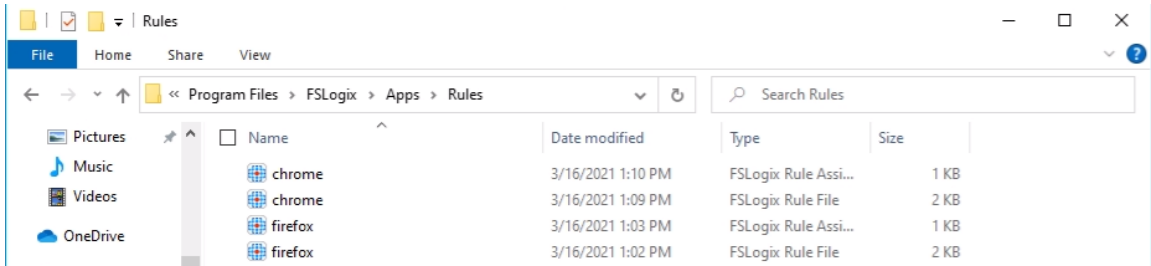 Rules
File Home Share View
« Program Files › FSLogix › Apps › Rules Search Rules
Pictures Name Date modified Type Size
Music chrome 3/16/2021 1:10 PM FSLogix Rule Assi... 1 KB
Videos chrome 3/16/2021 1:09 PM FSLogix Rule File 2 KB
firefox 3/16/2021 1:03 PM FSLogix Rule Assi... 1 KB
OneDrive firefox 3/16/2021 1:02 PM FSLogix Rule File 2 KB